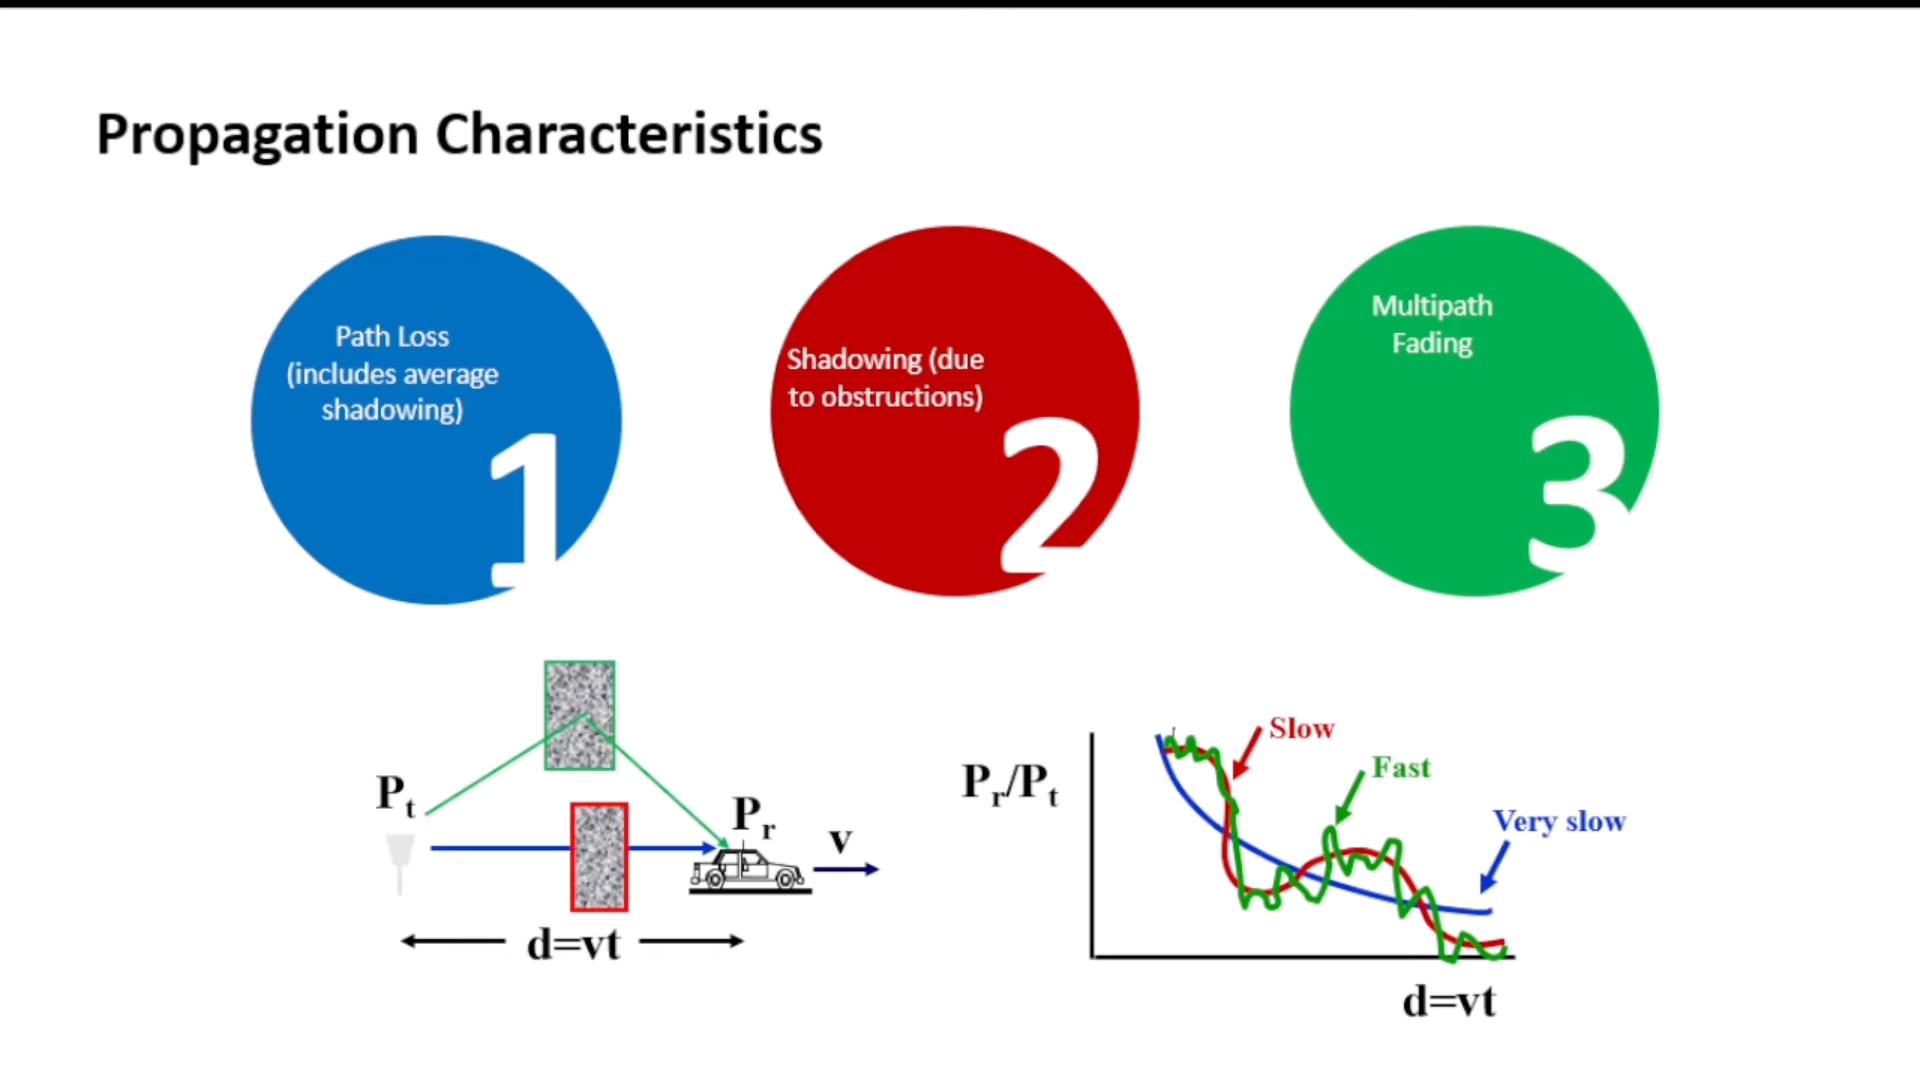 Propagation Characteristics
Path Loss
(includes average
shadowing)
1
Shadowing (due
to obstructions)
2
Multipath
Fading
3
Pt
Pr
v
d=vt
Pr/Pt
Slow
Fast
Very slow
d=vt